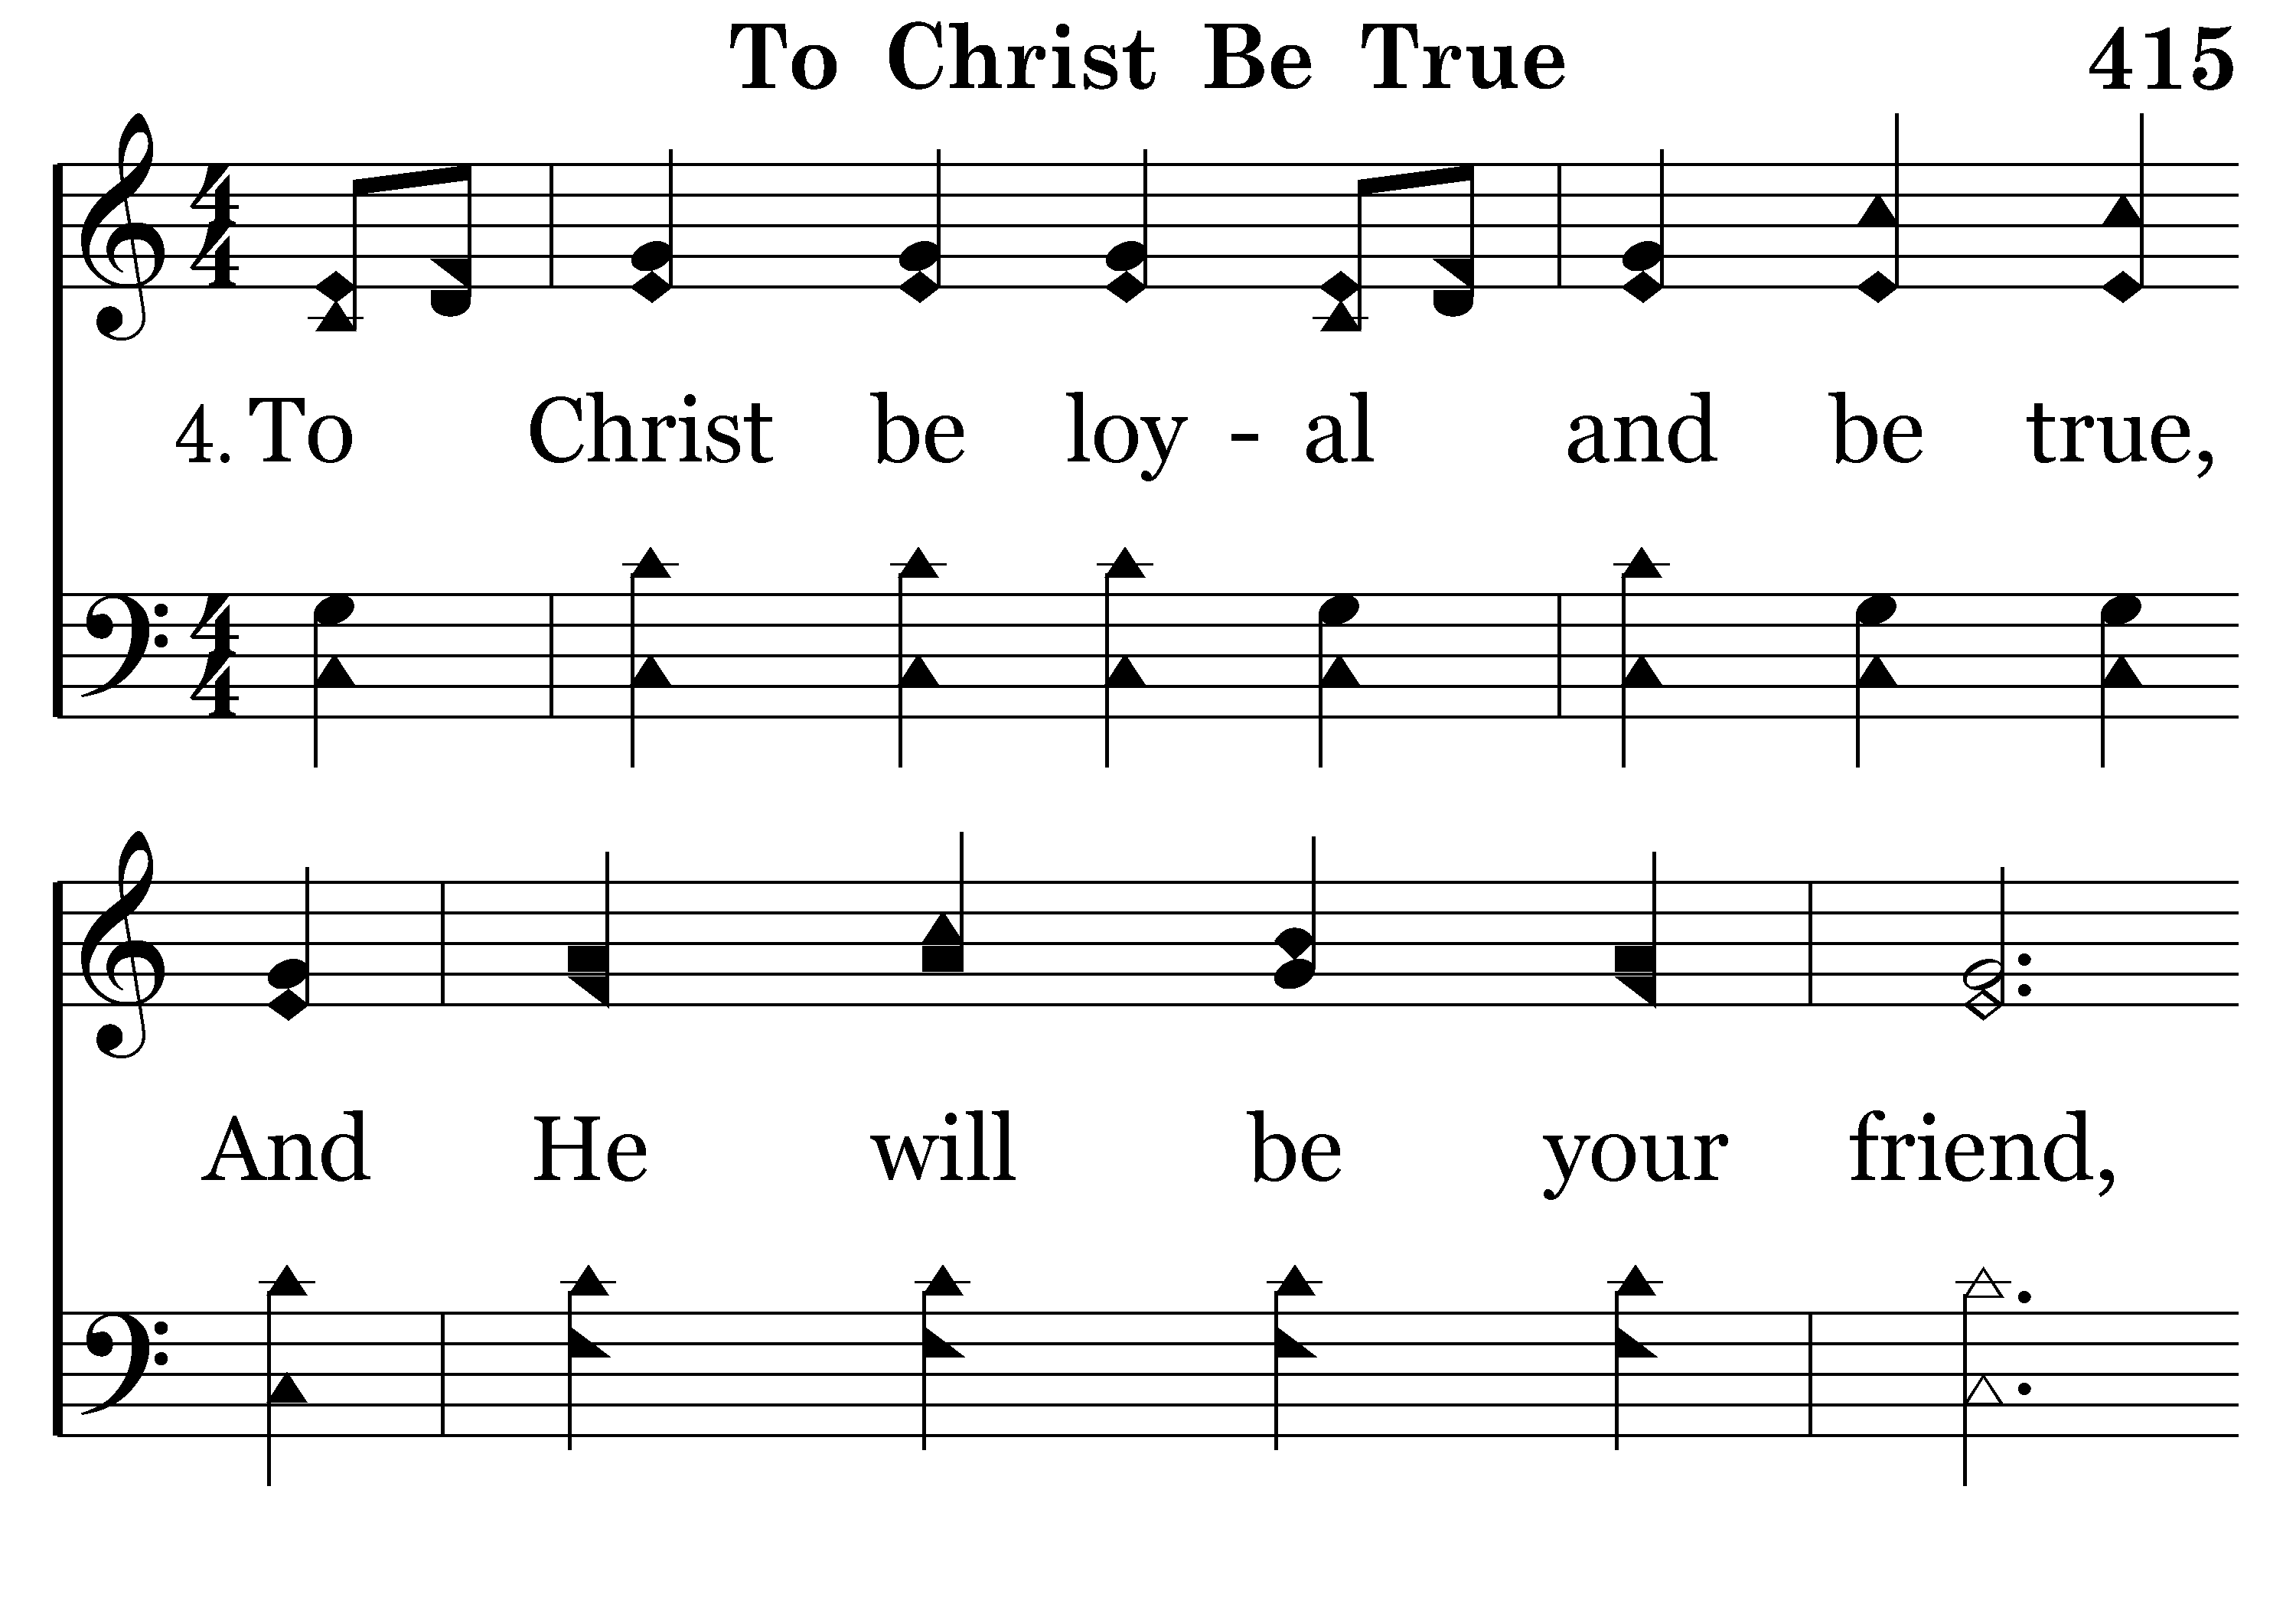 To Christ Be True 415
4. To Christ be loy - al and be true,
And He will be your friend,